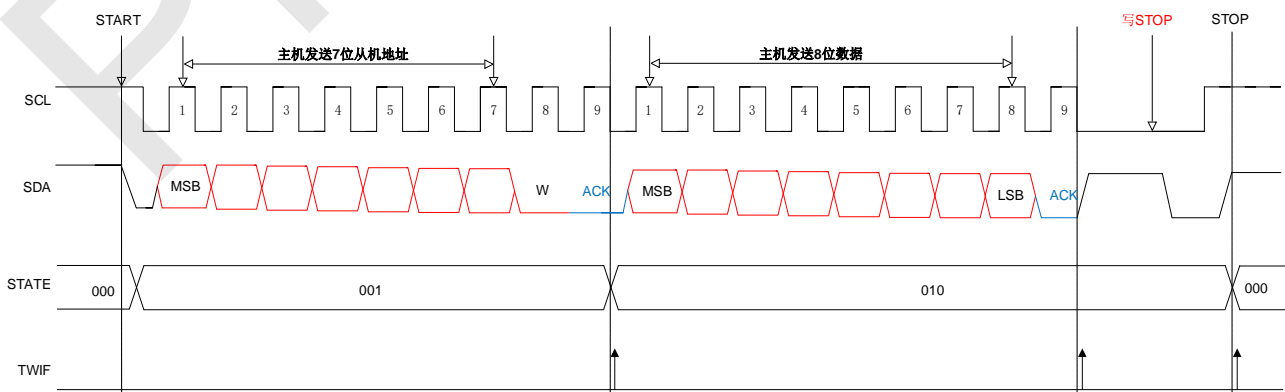 START 写STOP STOP
主机发送7位从机地址 主机发送8位数据
SCL 1 2 3 4 5 6 7 8 9 1 2 3 4 5 6 7 8 9
SDA MSB W ACK MSB LSB ACK
STATE 000 001 010 000
TWIF